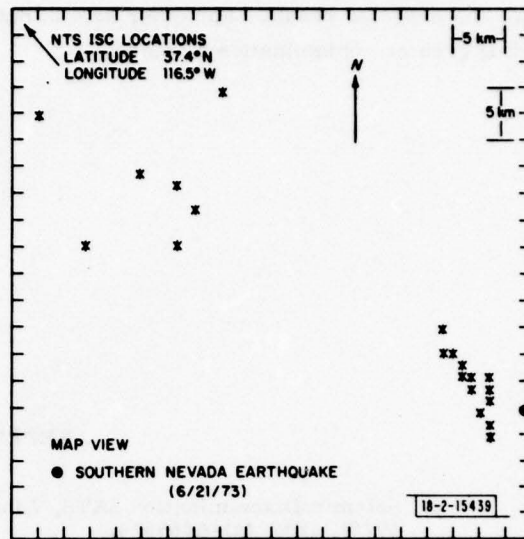 NTS ISC LOCATIONS
LATITUDE 37.4°N
LONGITUDE 116.5°W
N
5 km
5 km
MAP VIEW
● SOUTHERN NEVADA EARTHQUAKE
(6/21/73)
18-2-15439